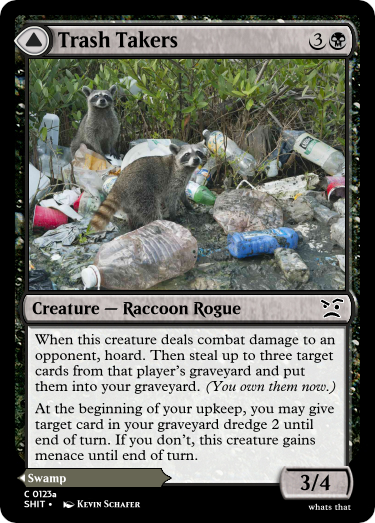 Trash Takers 3
Creature — Raccoon Rogue
When this creature deals combat damage to an
opponent, hoard. Then steal up to three target
cards from that player's graveyard and put
them into your graveyard. (You own them now.)
At the beginning of your upkeep, you may give
target card in your graveyard dredge 2 until
end of turn. If you don't, this creature gains
menace until end of turn.
Swamp
3/4
C 0123a
SHIT • Kevin Schafer
whats that